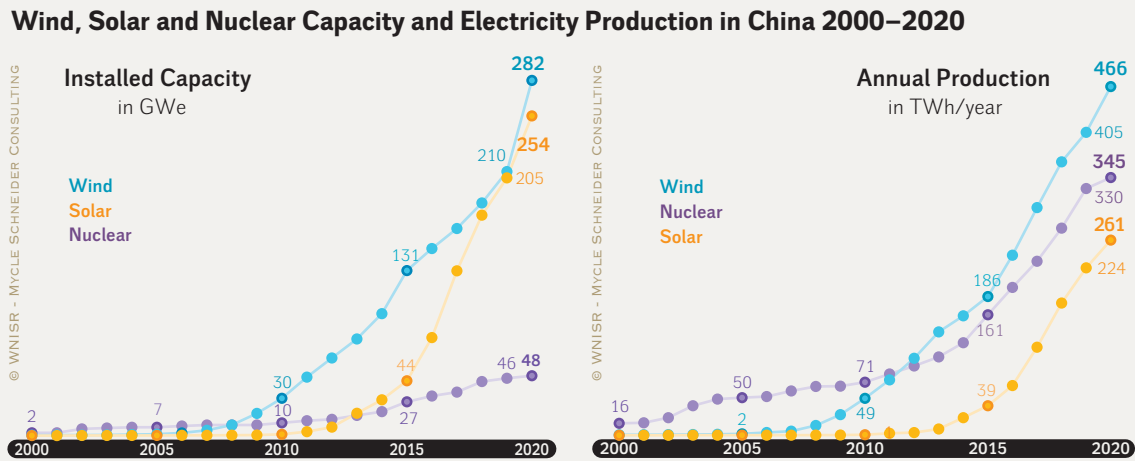 Wind, Solar and Nuclear Capacity and Electricity Production in China 2000–2020
© WNISR - MYCLE SCHNEIDER CONSULTING
Installed Capacity
in GWe
Wind
Solar
Nuclear
282
254
210
205
131
44
46 48
30
10
27
7
2
2000 2005 2010 2015 2020
© WNISR - MYCLE SCHNEIDER CONSULTING
Annual Production
in TWh/year
Wind
Nuclear
Solar
466
405
345
330
261
224
186
161
71
50
39
49
16
2
2000 2005 2010 2015 2020